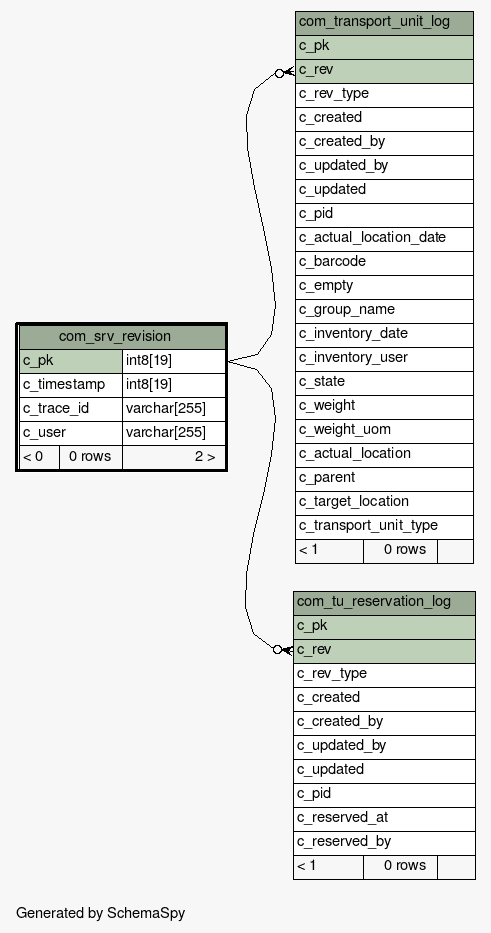 com_transport_unit_log
c_pk
c_rev
c_rev_type
c_created
c_created_by
c_updated_by
c_updated
c_pid
c_actual_location_date
c_barcode
c_empty
c_group_name
c_inventory_date
c_inventory_user
c_state
c_weight
c_weight_uom
c_actual_location
c_parent
c_target_location
c_transport_unit_type
< 1 0 rows
com_srv_revision
c_pk int8[19]
c_timestamp int8[19]
c_trace_id varchar[255]
c_user varchar[255]
< 0 0 rows 2 >
com_tu_reservation_log
c_pk
c_rev
c_rev_type
c_created
c_created_by
c_updated_by
c_updated
c_pid
c_reserved_at
c_reserved_by
< 1 0 rows
Generated by SchemaSpy